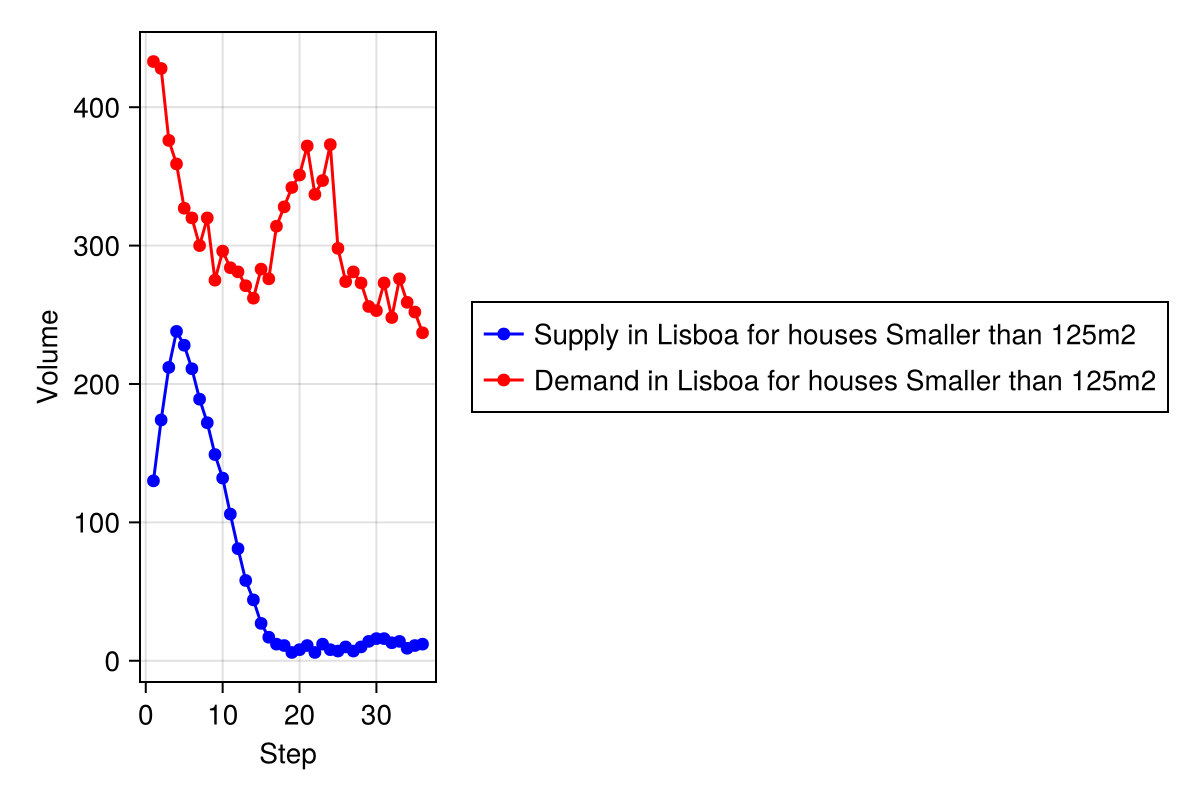 400
300
200
100
0
Volume
0 10 20 30
Step
Supply in Lisboa for houses Smaller than 125m2
Demand in Lisboa for houses Smaller than 125m2